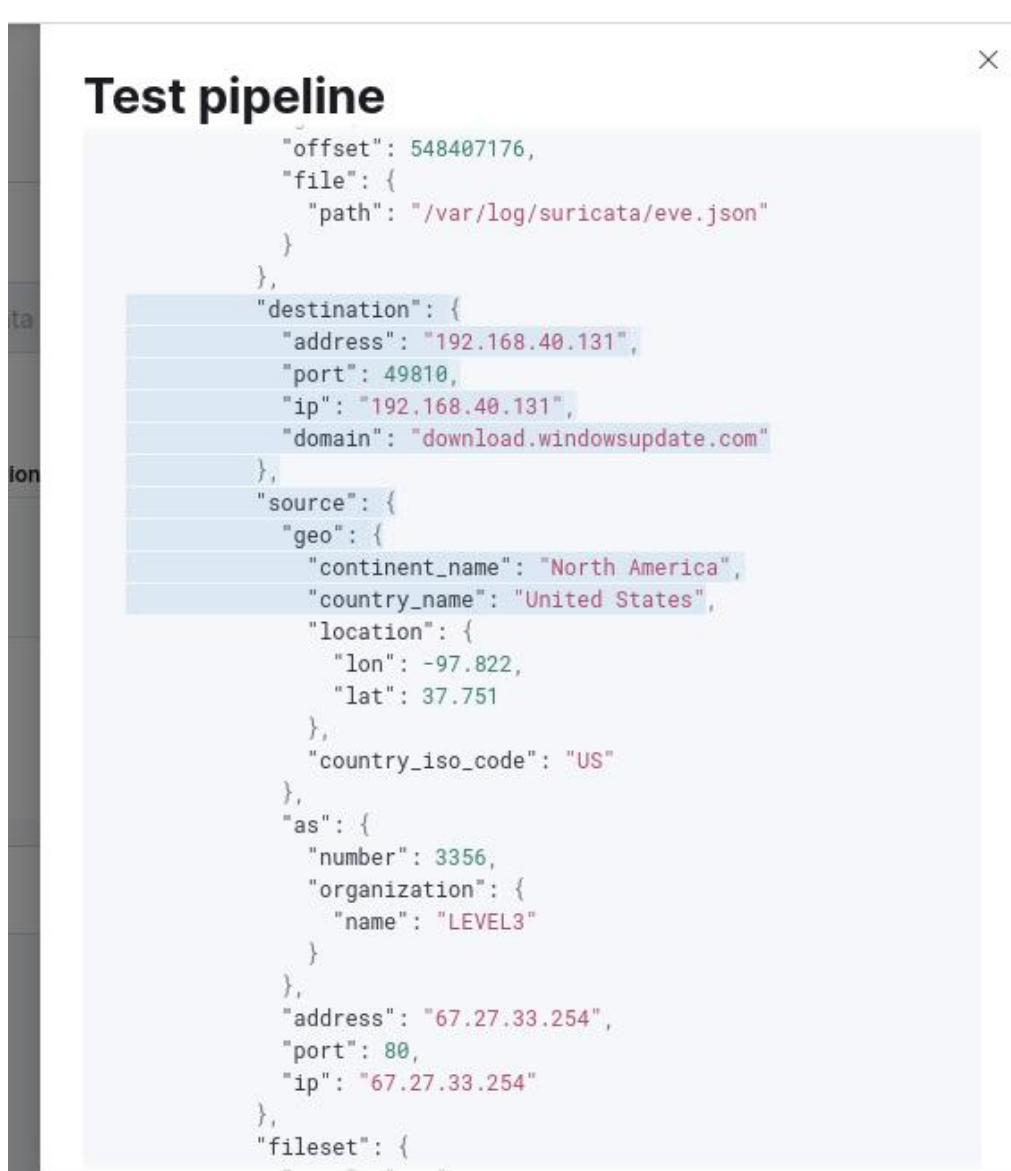 Test pipeline
"offset": 548407176,
"file": {
"path": "/var/log/suricata/eve.json"
}
},
"destination": {
"address": "192.168.40.131",
"port": 49810,
"ip": "192.168.40.131",
"domain": "download.windowsupdate.com"
},
"source": {
"geo": {
"continent_name": "North America",
"country_name": "United States",
"location": {
"lon": -97.822,
"lat": 37.751
},
"country_iso_code": "US"
},
"as": {
"number": 3356,
"organization": {
"name": "LEVEL3"
}
},
"address": "67.27.33.254",
"port": 80,
"ip": "67.27.33.254"
},
"fileset": {
ta
ion